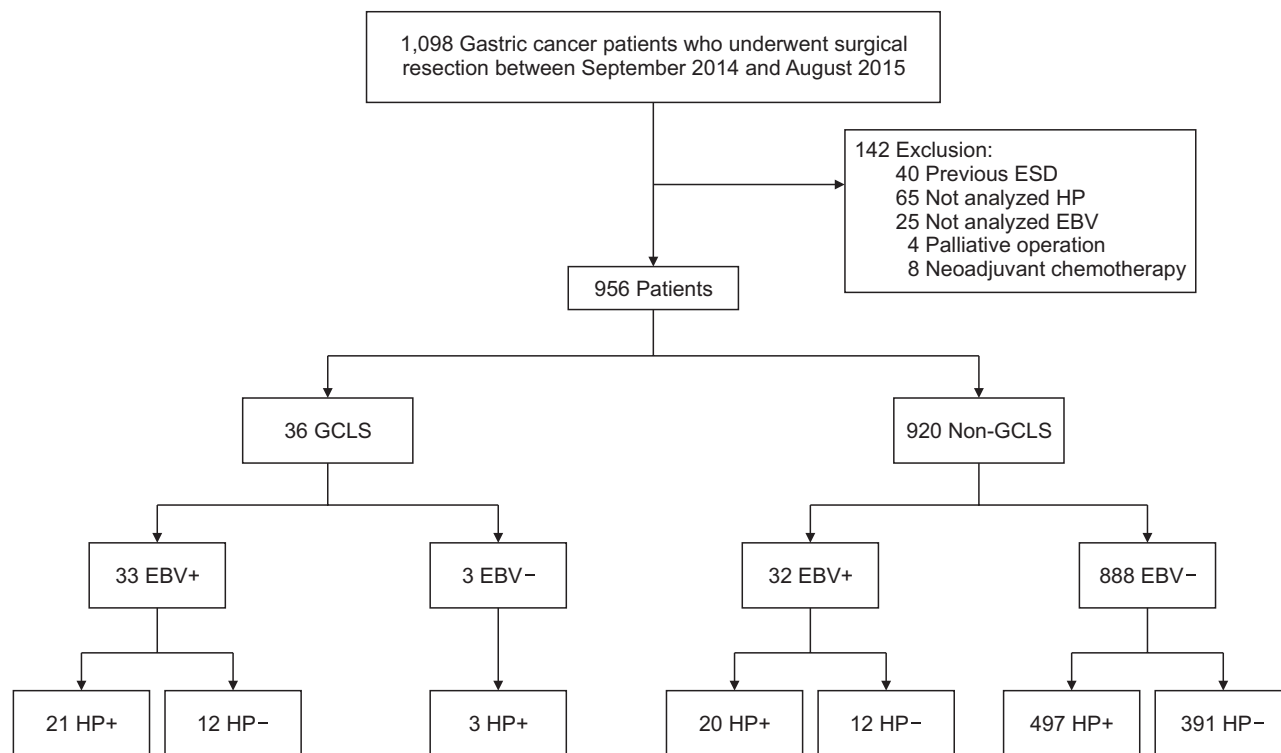 1,098 Gastric cancer patients who underwent surgical
resection between September 2014 and August 2015
142 Exclusion:
40 Previous ESD
65 Not analyzed HP
25 Not analyzed EBV
4 Palliative operation
8 Neoadjuvant chemotherapy
956 Patients
36 GCLS
920 Non-GCLS
33 EBV+
3 EBV−
32 EBV+
888 EBV−
21 HP+
12 HP−
3 HP+
20 HP+
12 HP−
497 HP+
391 HP−